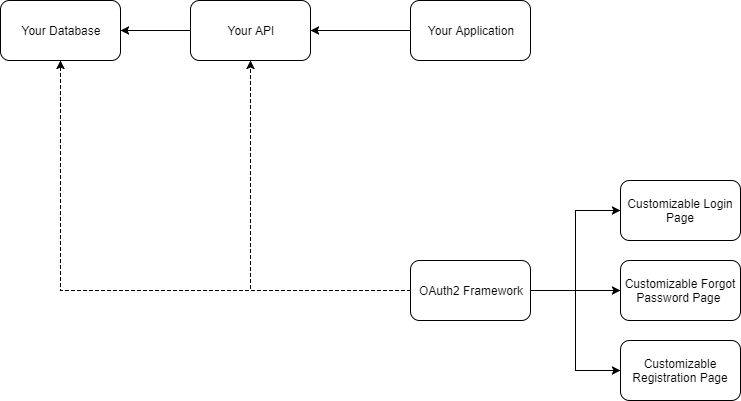 Your Database
Your API
Your Application
Customizable Login
Page
OAuth2 Framework
Customizable Forgot
Password Page
Customizable
Registration Page